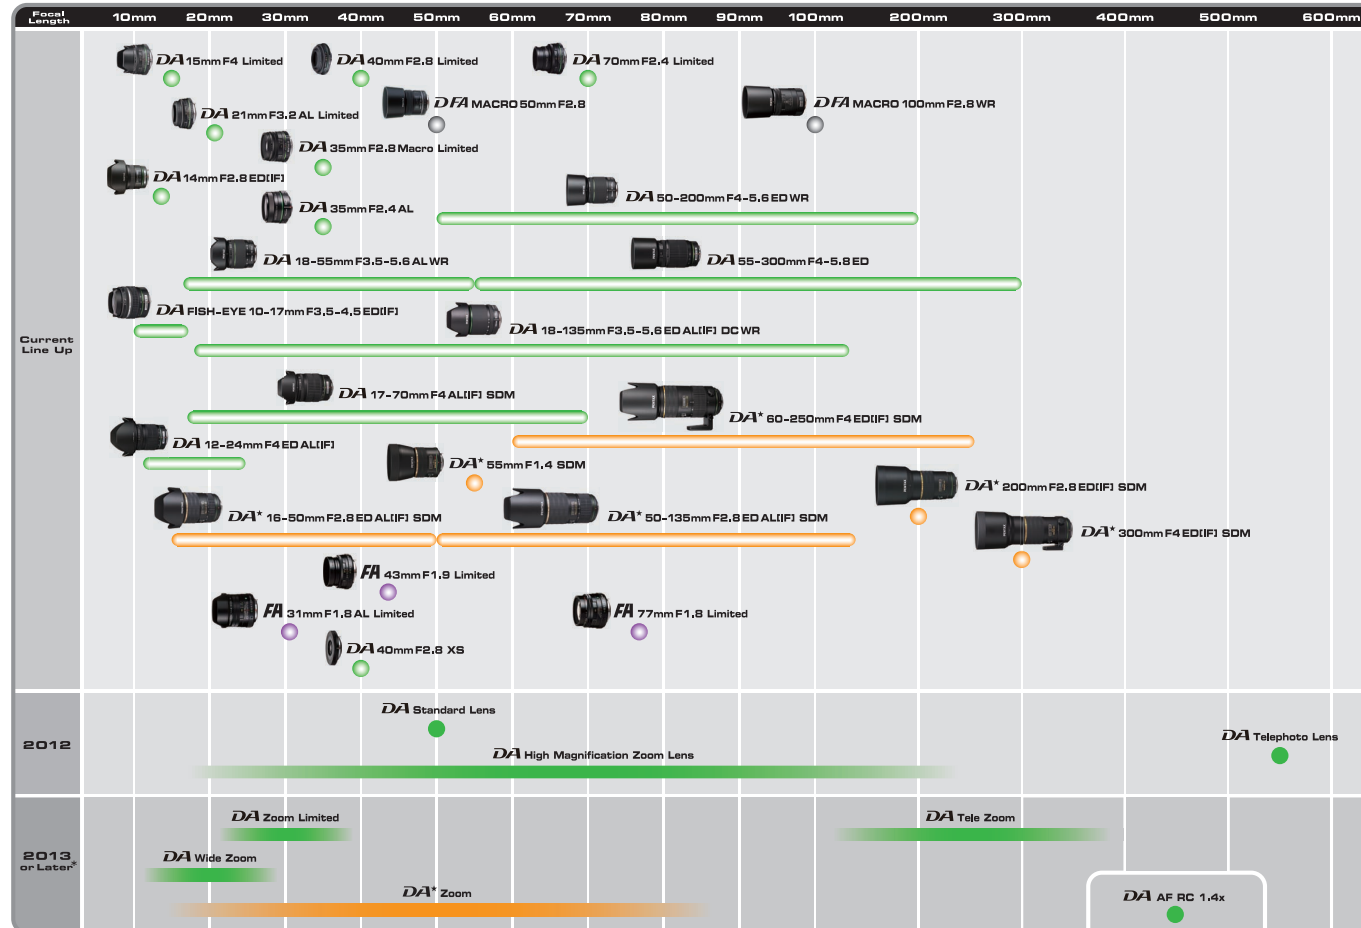 Focal Length 10mm 20mm 30mm 40mm 50mm 60mm 70mm 80mm 90mm 100mm 200mm 300mm 400mm 500mm 600mm
Current
Line Up
DA 15mm F4 Limited
DA 40mm F2.8 Limited
DA 70mm F2.4 Limited
DFA MACRO 50mm F2.8
DFA MACRO 100mm F2.8 WR
DA 21mm F3.2 AL Limited
DA 35mm F2.8 Macro Limited
DA 14mm F2.8 ED[IF]
DA 50-200mm F4-5.6 ED WR
DA 35mm F2.4 AL
DA 18-55mm F3.5-5.6 AL WR
DA 55-300mm F4-5.8 ED
DA FISH-EYE 10-17mm F3.5-4.5 ED[IF]
DA 18-135mm F3.5-5.6 ED AL[IF] DC WR
DA 17-70mm F4 AL[IF] SDM
DA* 60-250mm F4 ED[IF] SDM
DA 12-24mm F4 ED AL[IF]
DA* 55mm F1.4 SDM
DA* 200mm F2.8 ED[IF] SDM
DA* 16-50mm F2.8 ED AL[IF] SDM
DA* 50-135mm F2.8 ED AL[IF] SDM
DA* 300mm F4 ED[IF] SDM
FA 43mm F1.9 Limited
FA 31mm F1.8 AL Limited
FA 77mm F1.8 Limited
DA 40mm F2.8 XS
2012
DA Standard Lens
DA Telephoto Lens
DA High Magnification Zoom Lens
2013
or Later*
DA Zoom Limited
DA Tele Zoom
DA Wide Zoom
DA* Zoom
DA AF RC 1.4x